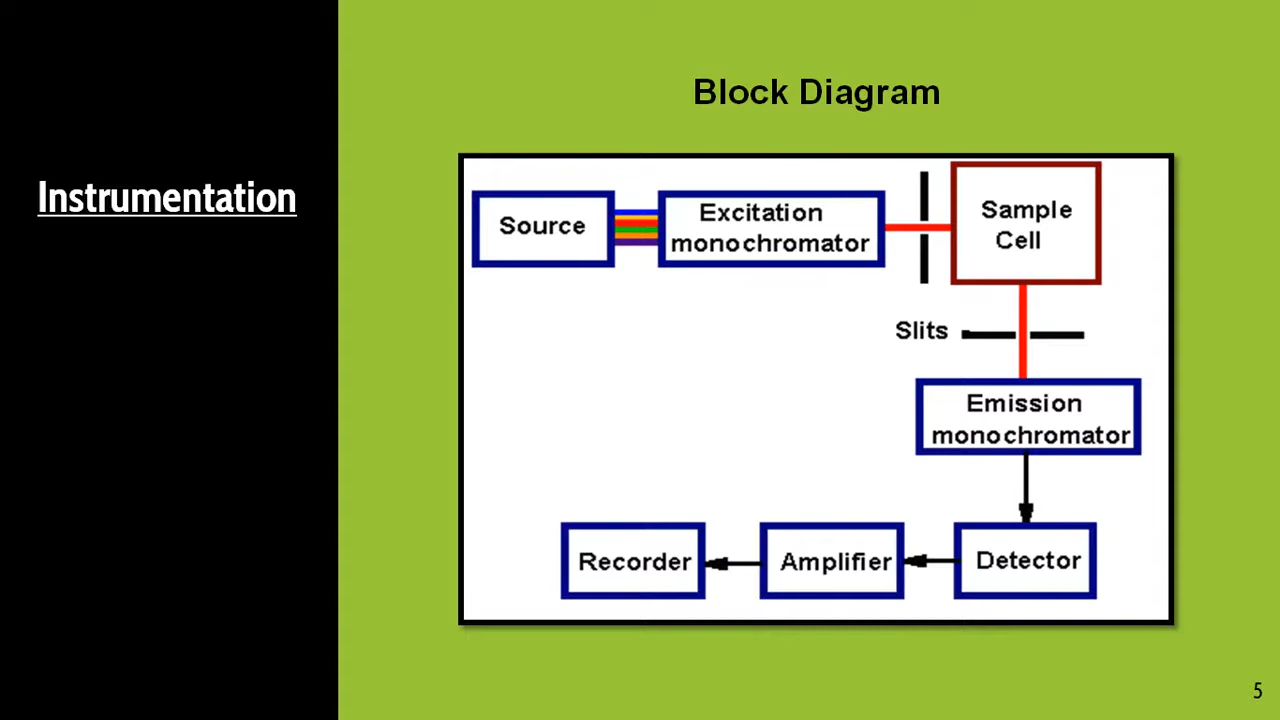 Instrumentation
Block Diagram
Source
Excitation
monochromator
Sample
Cell
Slits
Emission
monochromator
Recorder
Amplifier
Detector
5